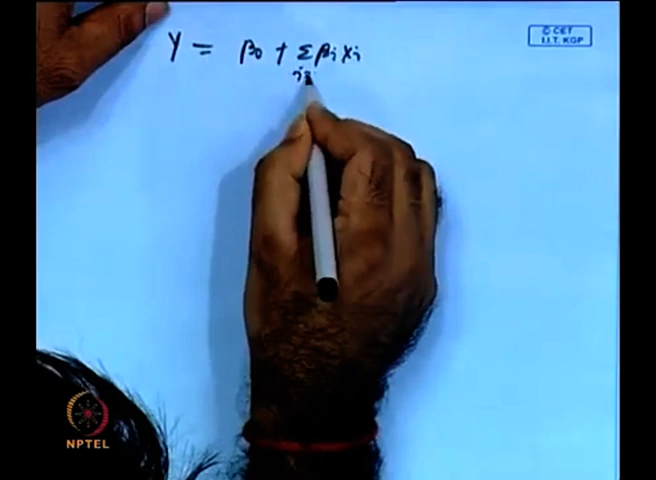 Y = β0 + Σ βi xi
i=
© CET
I.I.T. KGP
NPTEL